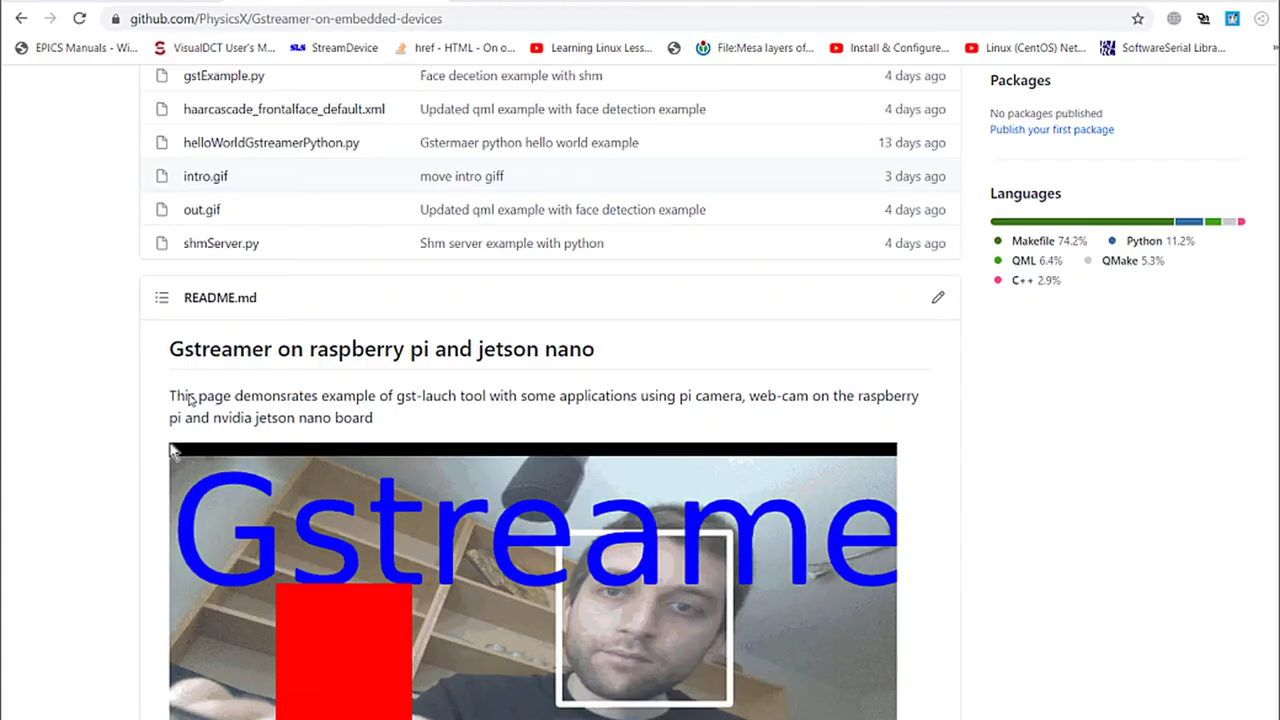 github.com/PhysicsX/Gstreamer-on-embedded-devices
EPICS Manuals - Wi... VisualDCT User's M... SLS StreamDevice href - HTML - On o... Learning Linux Less... File:Mesa layers of... Install & Configure... Linux (CentOS) Net... SoftwareSerial Libra... »
gstExample.py Face decetion example with shm 4 days ago
haarcascade_frontalface_default.xml Updated qml example with face detection example 4 days ago
helloWorldGstreamerPython.py Gstermaer python hello world example 13 days ago
intro.gif move intro giff 3 days ago
out.gif Updated qml example with face detection example 4 days ago
shmServer.py Shm server example with python 4 days ago
README.md
Gstreamer on raspberry pi and jetson nano
This page demonsrates example of gst-lauch tool with some applications using pi camera, web-cam on the raspberry
pi and nvidia jetson nano board
Gstreame
Packages
No packages published
Publish your first package
Languages
Makefile 74.2% Python 11.2%
QML 6.4% QMake 5.3%
C++ 2.9%